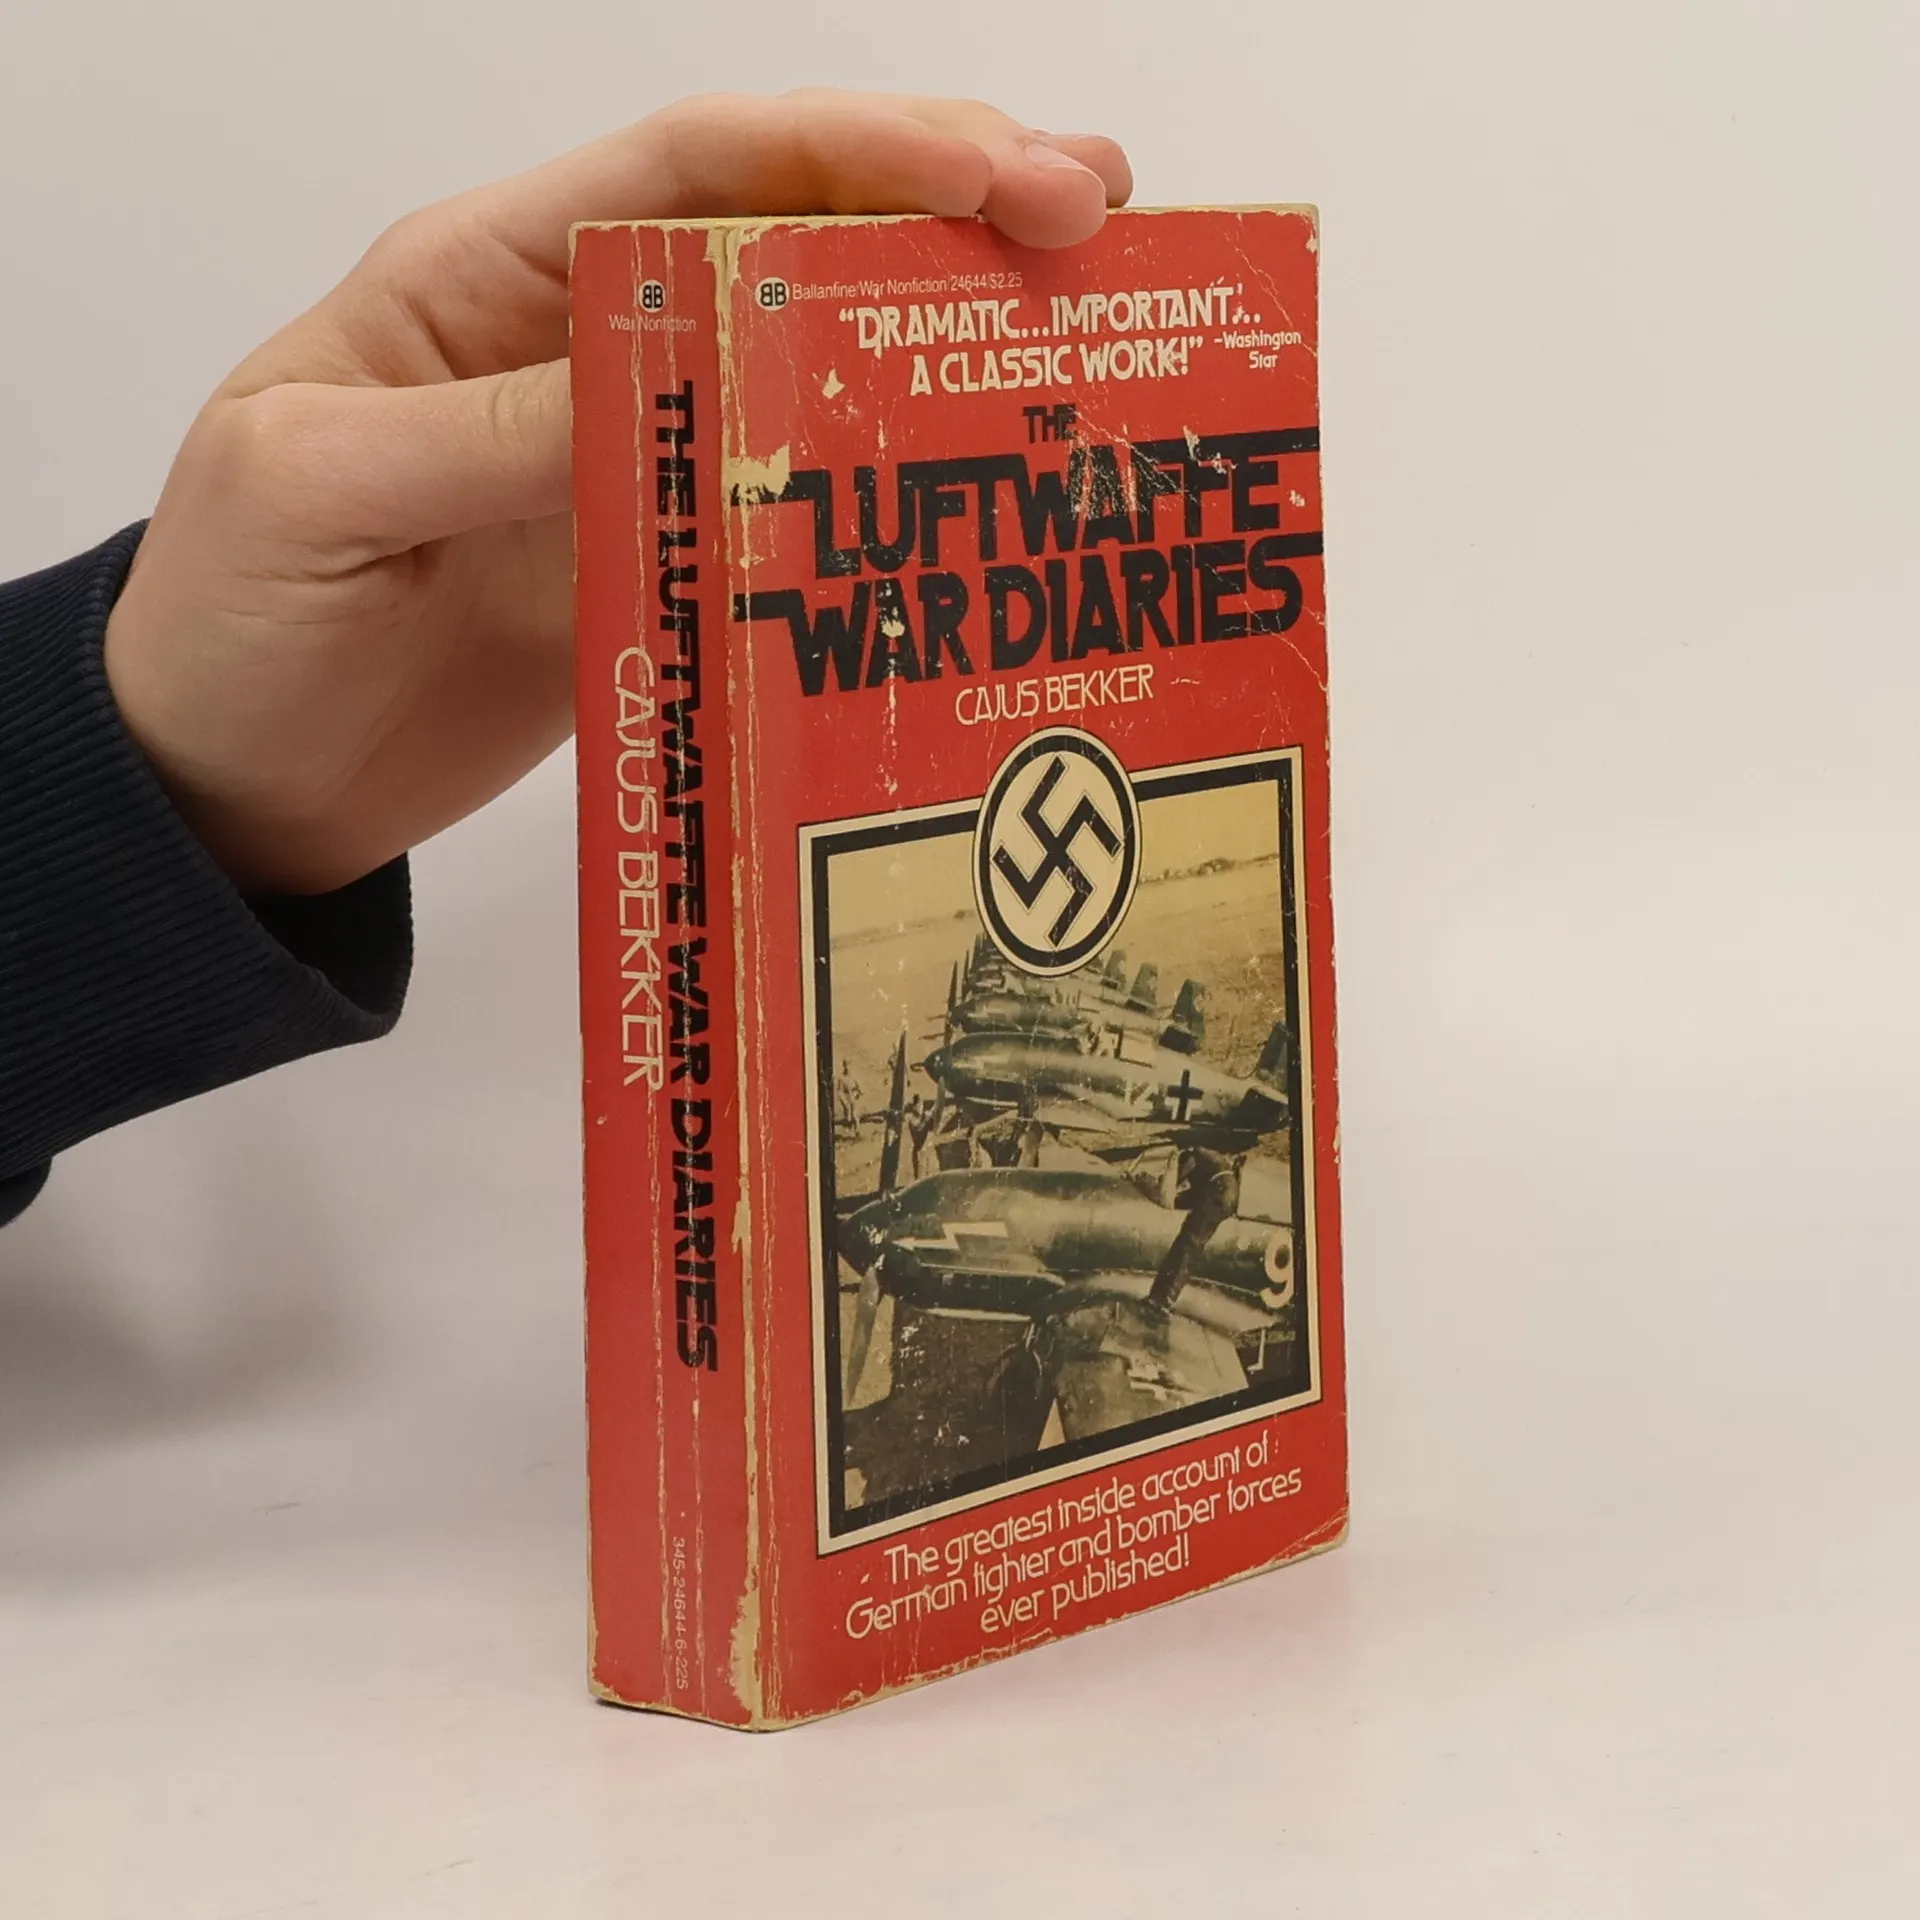 BB
War Nonfiction
THE LUFTWAFFE WAR DIARIES
CAJUS BEKKER
345-24644-6-225
BB Ballantine/War Nonfiction/24644/$2.25
“DRAMATIC...IMPORTANT...
A CLASSIC WORK!” -Washington
Star
THE
LUFTWAFFE
WAR DIARIES
CAJUS BEKKER
12
9
The greatest inside account of
German fighter and bomber forces
ever published!